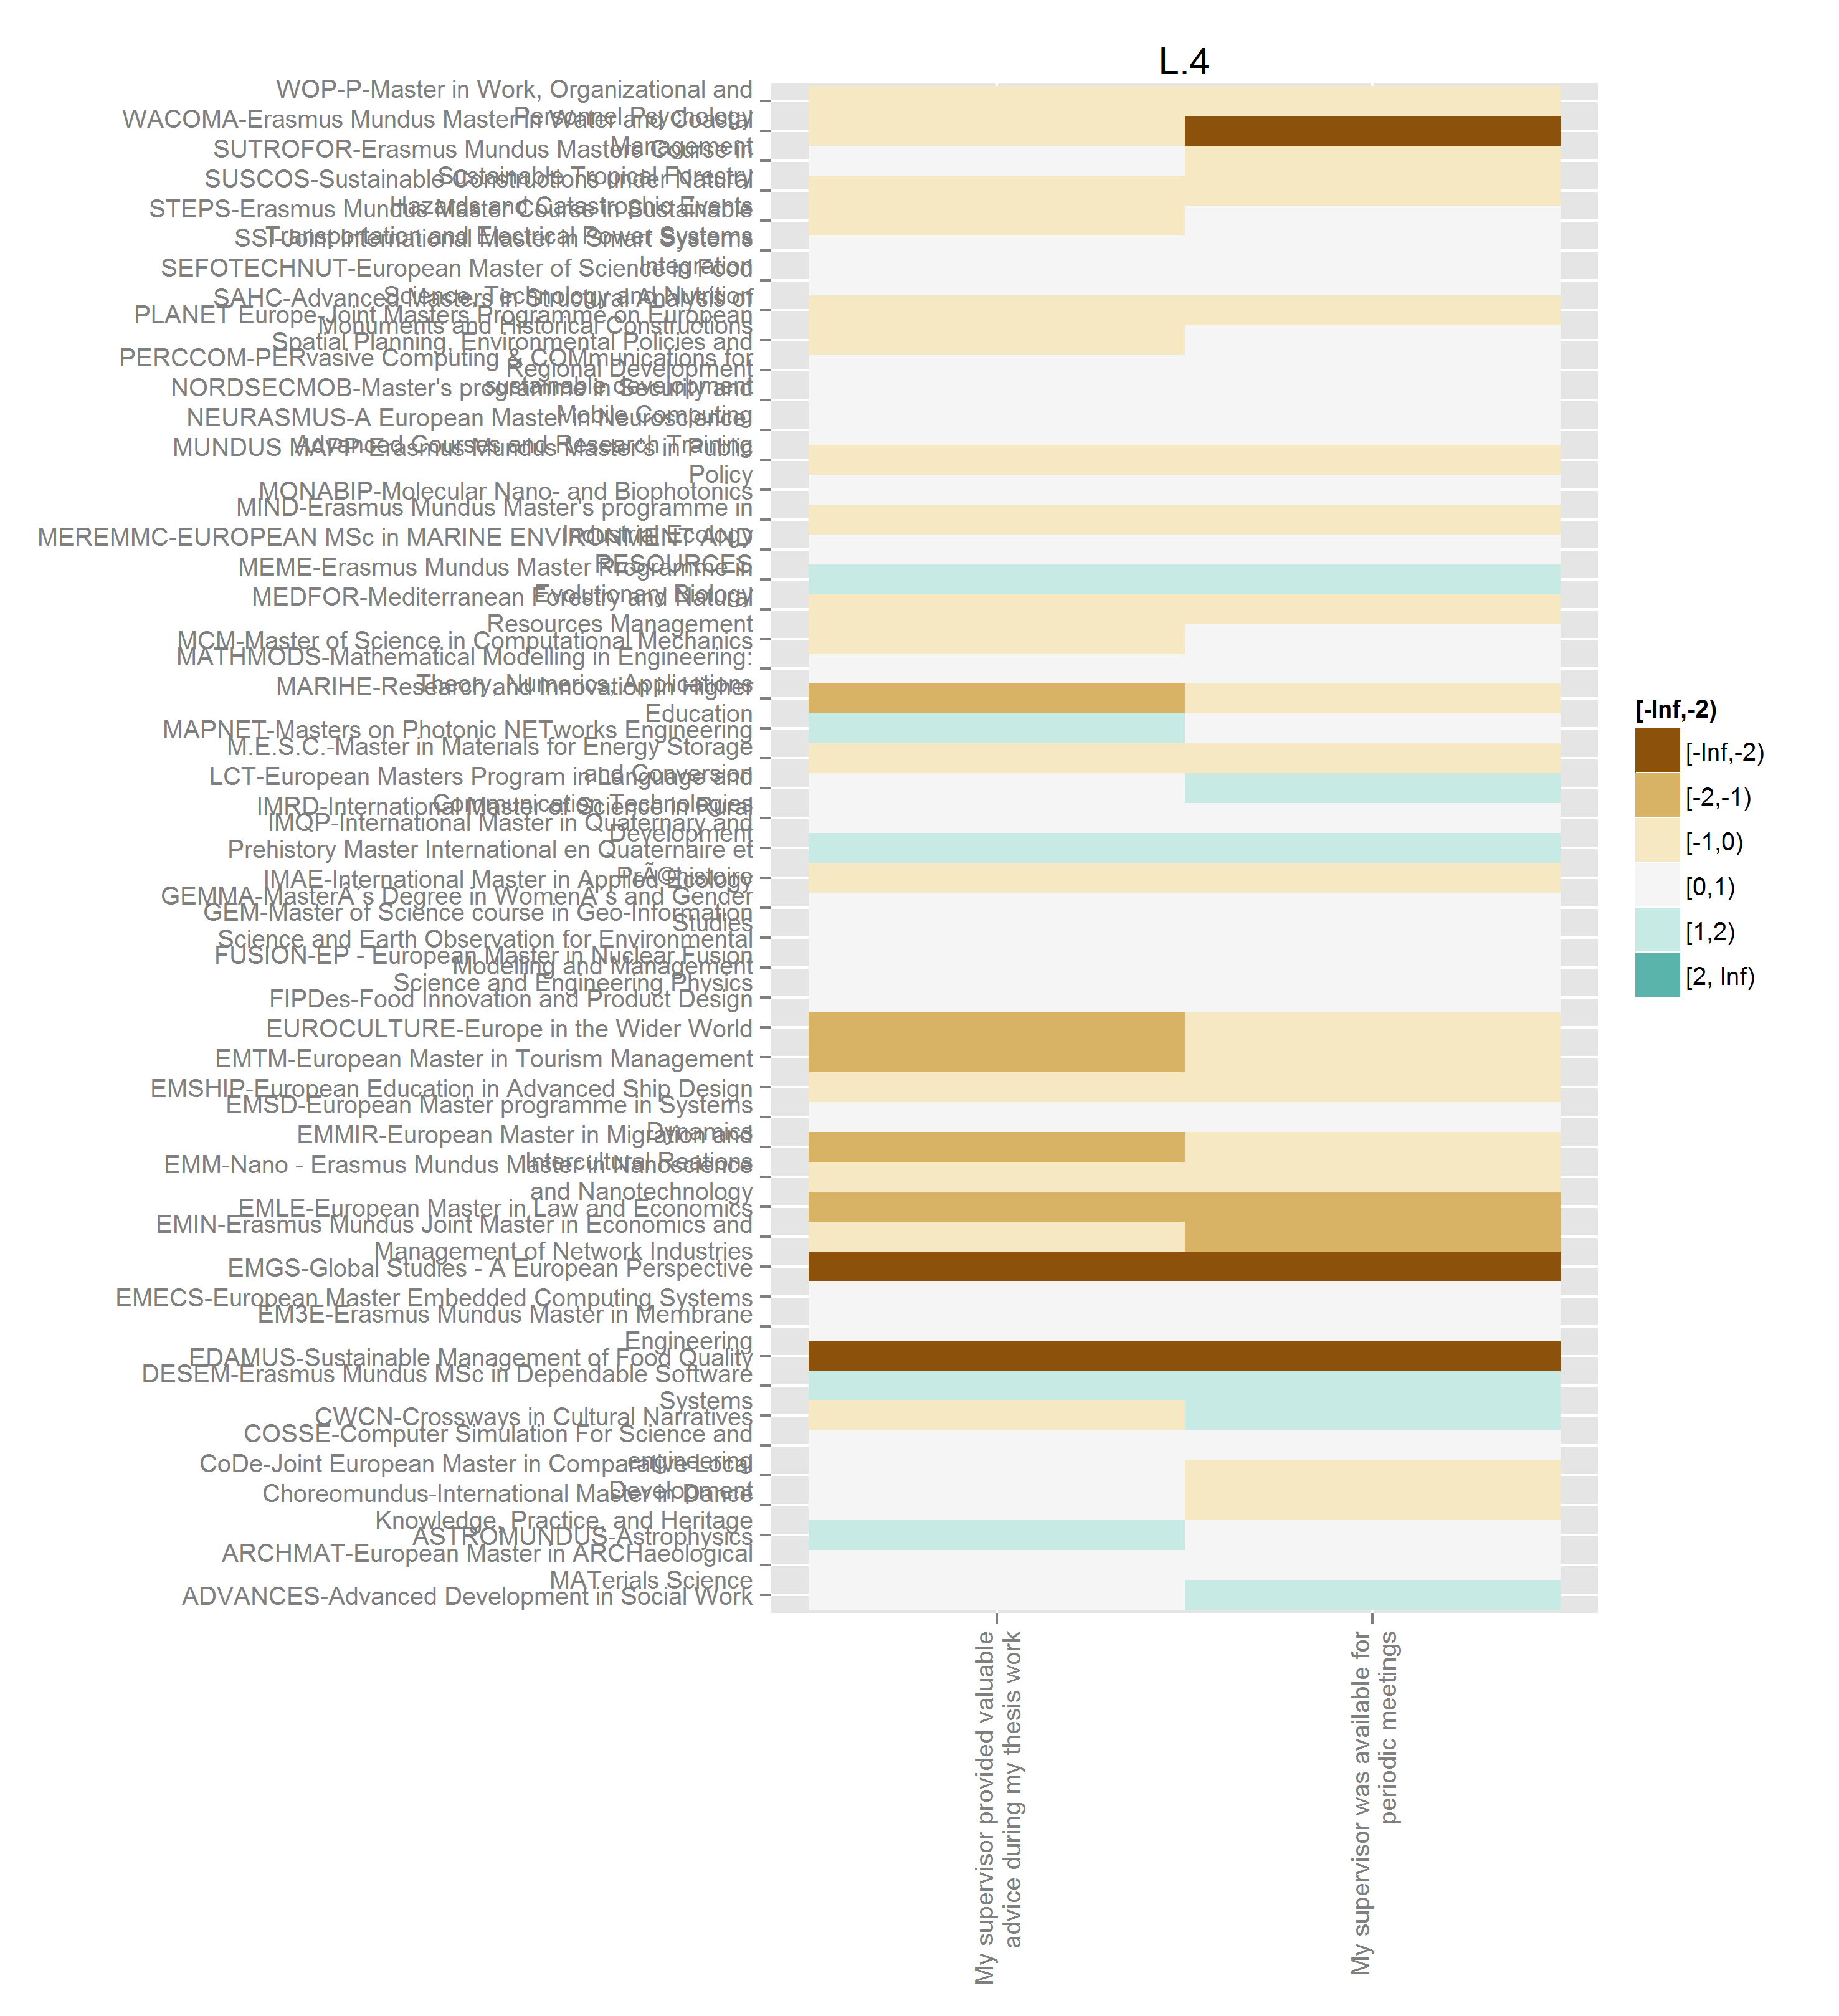 L.4
WOP-P-Master in Work, Organizational and
Personnel Psychology
WACOMA-Erasmus Mundus Master in Water and Coastal
Management
SUTROFOR-Erasmus Mundus Masters Course in
Sustainable Tropical Forestry
SUSCOS-Sustainable Constructions under Natural
Hazards and Catastrophic Events
STEPS-Erasmus Mundus Master Course in Sustainable
Transportation and Electrical Power Systems
SSI-Joint International Master in Smart Systems
Integration
SEFOTECHNUT-European Master of Science in Food
Science, Technology and Nutrition
SAHC-Advanced Masters in Structural Analysis of
Monuments and Historical Constructions
PLANET Europe-Joint Masters Programme on European
Spatial Planning, Environmental Policies and
Regional Development
PERCCOM-PERvasive Computing & COMmunications for
sustainable development
NORDSECMOB-Master's programme in Security and
Mobile Computing
NEURASMUS-A European Master in Neuroscience:
Advanced Courses and Research Training
MUNDUS MAPP-Erasmus Mundus Master's in Public
Policy
MONABIP-Molecular Nano- and Biophotonics
MIND-Erasmus Mundus Master's programme in
Industrial Ecology
MEREMMC-EUROPEAN MSc in MARINE ENVIRONMENT AND
RESOURCES
MEME-Erasmus Mundus Master Programme in
Evolutionary Biology
MEDFOR-Mediterranean Forestry and Natural
Resources Management
MCM-Master of Science in Computational Mechanics
MATHMODS-Mathematical Modelling in Engineering:
Theory, Numerics, Applications
MARIHE-Research and Innovation in Higher
Education
MAPNET-Masters on Photonic NETworks Engineering
M.E.S.C.-Master in Materials for Energy Storage
and Conversion
LCT-European Masters Program in Language and
Communication Technologies
IMRD-International Master of Science in Rural
Development
IMQP-International Master in Quaternary and
Prehistory Master International en Quaternaire et
PrÃ©histoire
IMAE-International Master in Applied Ecology
GEMMA-MasterÂ´s Degree in WomenÂ´s and Gender
Studies
GEM-Master of Science course in Geo-Information
Science and Earth Observation for Environmental
Modelling and Management
FUSION-EP - European Master in Nuclear Fusion
Science and Engineering Physics
FIPDes-Food Innovation and Product Design
EUROCULTURE-Europe in the Wider World
EMTM-European Master in Tourism Management
EMSHIP-European Education in Advanced Ship Design
EMSD-European Master programme in Systems
Dynamics
EMMIR-European Master in Migration and
Intercultural Reations
EMM-Nano - Erasmus Mundus Master in Nanoscience
and Nanotechnology
EMLE-European Master in Law and Economics
EMIN-Erasmus Mundus Joint Master in Economics and
Management of Network Industries
EMGS-Global Studies - A European Perspective
EMECS-European Master Embedded Computing Systems
EM3E-Erasmus Mundus Master in Membrane
Engineering
EDAMUS-Sustainable Management of Food Quality
DESEM-Erasmus Mundus MSc in Dependable Software
Systems
CWCN-Crossways in Cultural Narratives
COSSE-Computer Simulation For Science and
engineering
CoDe-Joint European Master in Comparative Local
Development
Choreomundus-International Master in Dance
Knowledge, Practice, and Heritage
ASTROMUNDUS-Astrophysics
ARCHMAT-European Master in ARCHaeological
MATerials Science
ADVANCES-Advanced Development in Social Work
My supervisor provided valuable
advice during my thesis work
My supervisor was available for
periodic meetings
[-Inf,-2)
[-Inf,-2)
[-2,-1)
[-1,0)
[0,1)
[1,2)
[2, Inf)